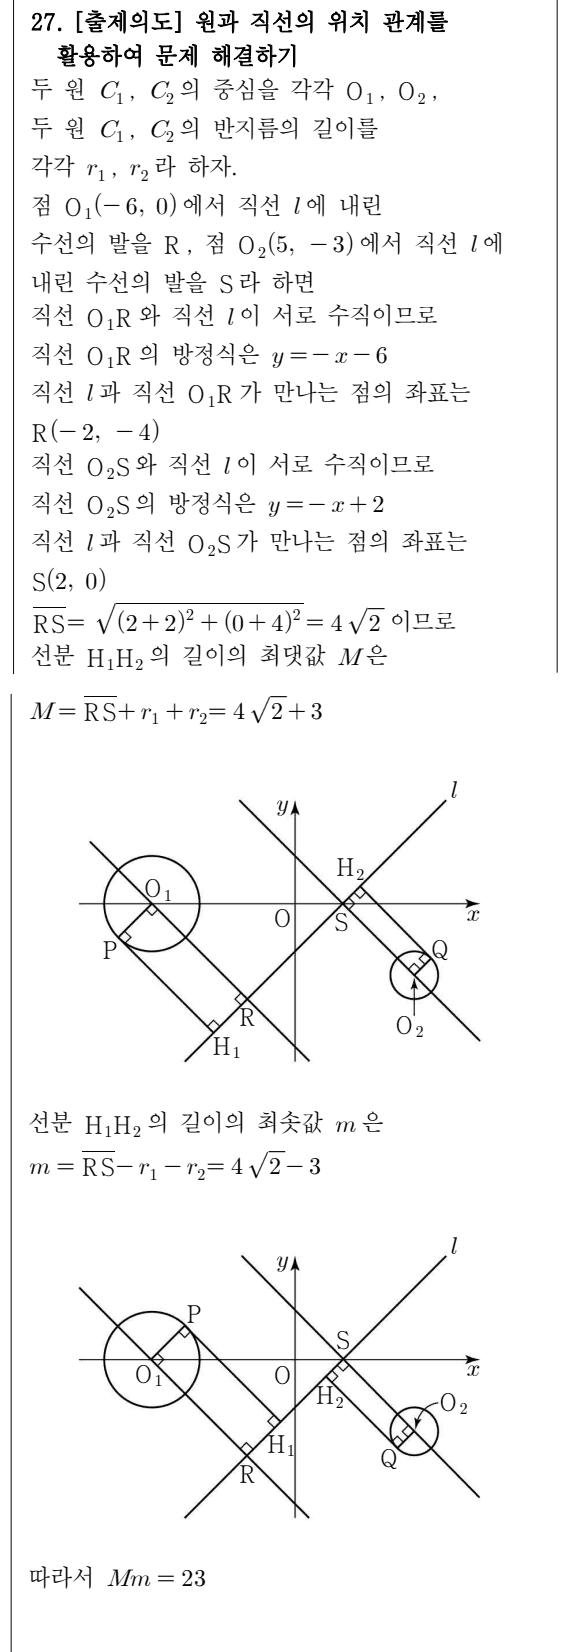 27. [출제의도] 원과 직선의 위치 관계를
활용하여 문제 해결하기
두 원 C₁, C₂의 중심을 각각 O₁, O₂,
두 원 C₁, C₂의 반지름의 길이를
각각 r₁, r₂라 하자.
점 O₁(−6, 0)에서 직선 l에 내린
수선의 발을 R, 점 O₂(5, −3)에서 직선 l에
내린 수선의 발을 S라 하면
직선 O₁R와 직선 l이 서로 수직이므로
직선 O₁R의 방정식은 y=−x−6
직선 l과 직선 O₁R가 만나는 점의 좌표는
R(−2, −4)
직선 O₂S와 직선 l이 서로 수직이므로
직선 O₂S의 방정식은 y=−x+2
직선 l과 직선 O₂S가 만나는 점의 좌표는
S(2, 0)
R̅S̅=√((2+2)²+(0+4)²)=4√2 이므로
선분 H₁H₂의 길이의 최댓값 M은
M=R̅S̅+r₁+r₂=4√2+3
y
l
H₂
O₁
O
S
x
P
Q
R
H₁
O₂
선분 H₁H₂의 길이의 최솟값 m은
m=R̅S̅−r₁−r₂=4√2−3
y
l
P
S
O₁
O
x
H₂
O₂
H₁
Q
R
따라서 Mm=23